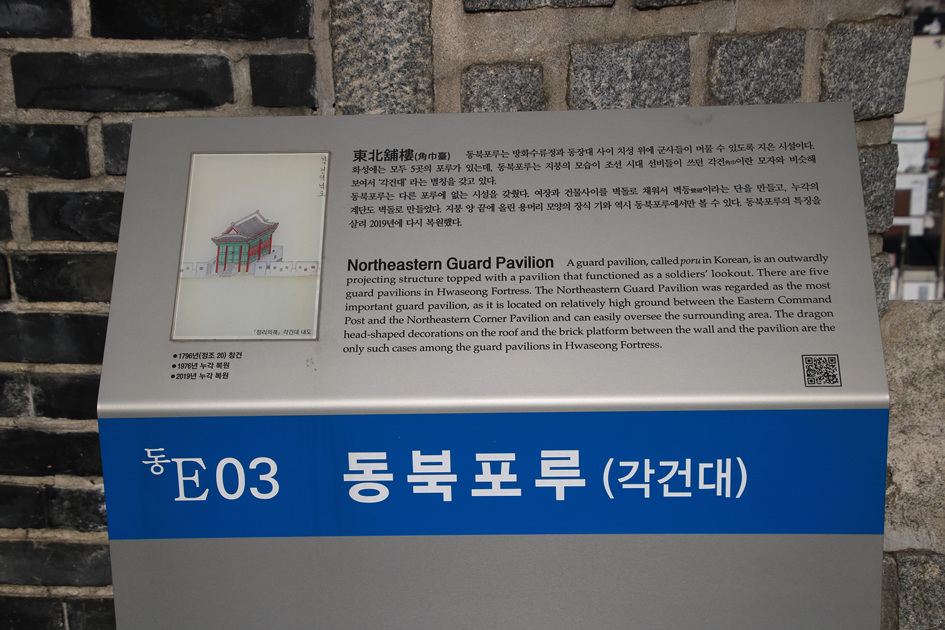 東北舖樓(角巾臺) 동북포루는 방화수류정과 동장대 사이 치성 위에 군사들이 머물 수 있도록 지은 시설이다.
화성에는 모두 5곳의 포루가 있는데, 동북포루는 지붕의 모습이 조선 시대 선비들이 쓰던 각건이란 모자와 비슷해
보여서 '각건대' 라는 별칭을 갖고 있다.
동북포루는 다른 포루에 없는 시설을 갖췄다. 여장과 건물사이를 벽돌로 채워서 벽등이라는 단을 만들고, 누각의
계단도 벽돌로 만들었다. 지붕 양 끝에 올린 용머리 모양의 장식 기와 역시 동북포루에서만 볼 수 있다. 동북포루의 특징을
살려 2019년에 다시 복원했다.
Northeastern Guard Pavilion A guard pavilion, called poru in Korean, is an outwardly
projecting structure topped with a pavilion that functioned as a soldiers' lookout. There are five
guard pavilions in Hwaseong Fortress. The Northeastern Guard Pavilion was regarded as the most
important guard pavilion, as it is located on relatively high ground between the Eastern Command
Post and the Northeastern Corner Pavilion and can easily oversee the surrounding area. The dragon
head-shaped decorations on the roof and the brick platform between the wall and the pavilion are the
only such cases among the guard pavilions in Hwaseong Fortress.
「정리의궤」 각건대 내도
●1796년(정조 20) 창건
●1976년 누각 복원
●2019년 누각 복원
동E03 동북포루 (각건대)